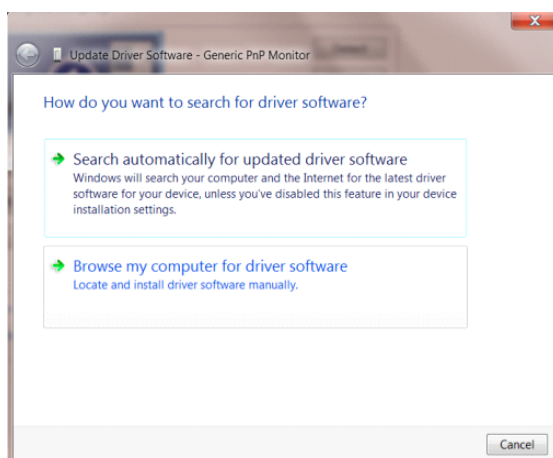 Update Driver Software - Generic PnP Monitor
How do you want to search for driver software?
Search automatically for updated driver software
Windows will search your computer and the Internet for the latest driver
software for your device, unless you've disabled this feature in your device
installation settings.
Browse my computer for driver software
Locate and install driver software manually.
Cancel